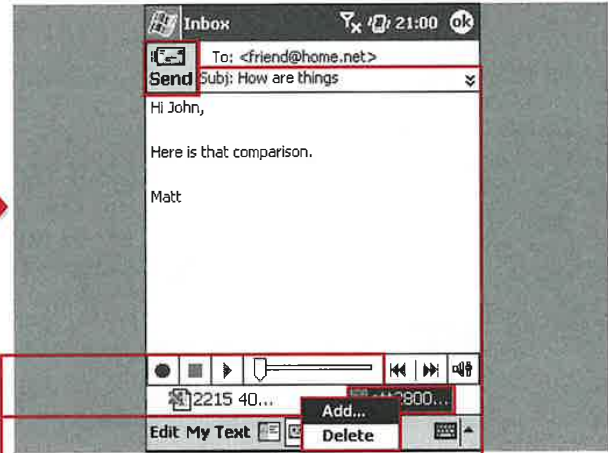 Inbox 21:00 ok
To: <friend@home.net>
Send
Subj: How are things
Hi John,
Here is that comparison.
Matt
2215 40... 2800...
Add...
Edit My Text
Delete